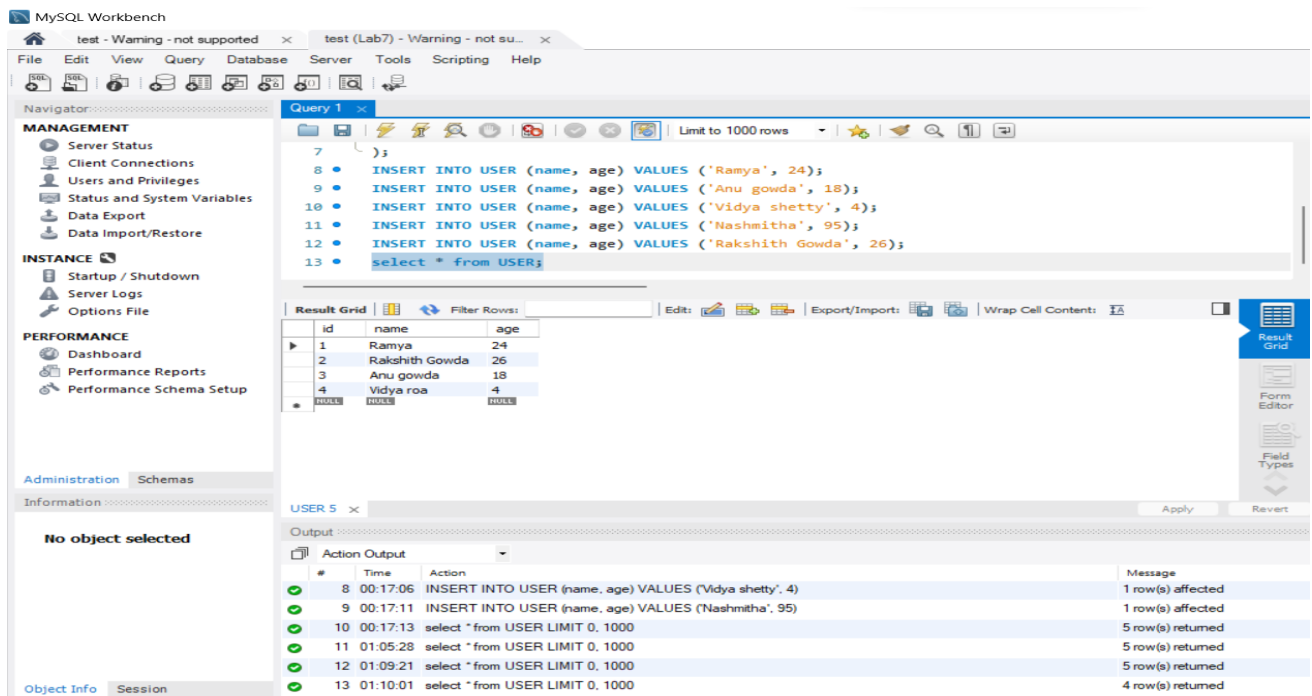 MySQL Workbench
test - Warning - not supported
test (Lab7) - Warning - not su...
File Edit View Query Database Server Tools Scripting Help
Navigator
Query 1
MANAGEMENT
Server Status
Client Connections
Users and Privileges
Status and System Variables
Data Export
Data Import/Restore
INSTANCE
Startup / Shutdown
Server Logs
Options File
PERFORMANCE
Dashboard
Performance Reports
Performance Schema Setup
Administration Schemas
Information
No object selected
Object Info Session
Limit to 1000 rows
7 );
8 INSERT INTO USER (name, age) VALUES ('Ramya', 24);
9 INSERT INTO USER (name, age) VALUES ('Anu gowda', 18);
10 INSERT INTO USER (name, age) VALUES ('Vidya shetty', 4);
11 INSERT INTO USER (name, age) VALUES ('Nashmitha', 95);
12 INSERT INTO USER (name, age) VALUES ('Rakshith Gowda', 26);
13 select * from USER;
Result Grid Filter Rows: Edit: Export/Import: Wrap Cell Content:
id name age
1 Ramya 24
2 Rakshith Gowda 26
3 Anu gowda 18
4 Vidya roa 4
NULL NULL NULL
Result
Grid
Form
Editor
Field
Types
USER 5 Apply Revert
Output
Action Output
# Time Action Message
8 00:17:06 INSERT INTO USER (name, age) VALUES ('Vidya shetty', 4) 1 row(s) affected
9 00:17:11 INSERT INTO USER (name, age) VALUES ('Nashmitha', 95) 1 row(s) affected
10 00:17:13 select * from USER LIMIT 0, 1000 5 row(s) returned
11 01:05:28 select * from USER LIMIT 0, 1000 5 row(s) returned
12 01:09:21 select * from USER LIMIT 0, 1000 5 row(s) returned
13 01:10:01 select * from USER LIMIT 0, 1000 4 row(s) returned